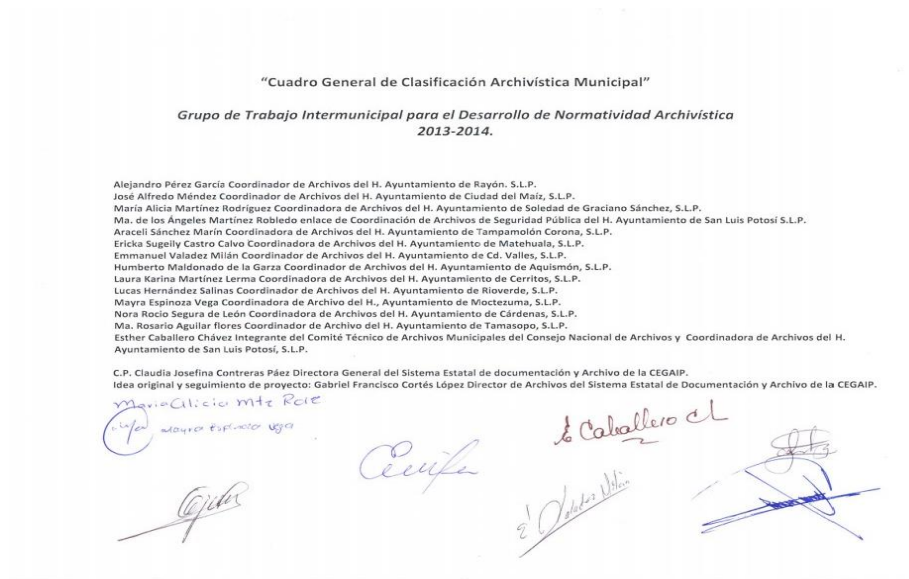 “Cuadro General de Clasificación Archivística Municipal”
Grupo de Trabajo Intermunicipal para el Desarrollo de Normatividad Archivística
2013-2014.
Alejandro Pérez García Coordinador de Archivos del H. Ayuntamiento de Rayón. S.L.P.
José Alfredo Méndez Coordinador de Archivos del H. Ayuntamiento de Ciudad del Maíz, S.L.P.
María Alicia Martínez Rodríguez Coordinadora de Archivos del H. Ayuntamiento de Soledad de Graciano Sánchez, S.L.P.
Ma. de los Ángeles Martínez Robledo enlace de Coordinación de Archivos de Seguridad Pública del H. Ayuntamiento de San Luis Potosí S.L.P.
Araceli Sánchez Marín Coordinadora de Archivos del H. Ayuntamiento de Tampamolón Corona, S.L.P.
Ericka Sugeily Castro Calvo Coordinadora de Archivos del H. Ayuntamiento de Matehuala, S.L.P.
Emmanuel Valadez Milán Coordinador de Archivos del H. Ayuntamiento de Cd. Valles, S.L.P.
Humberto Maldonado de la Garza Coordinador de Archivos del H. Ayuntamiento de Aquismón, S.L.P.
Laura Karina Martínez Lerma Coordinadora de Archivos del H. Ayuntamiento de Cerritos, S.L.P.
Lucas Hernández Salinas Coordinador de Archivos del H. Ayuntamiento de Rioverde, S.L.P.
Mayra Espinoza Vega Coordinadora de Archivo del H., Ayuntamiento de Moctezuma, S.L.P.
Nora Rocio Segura de León Coordinadora de Archivos del H. Ayuntamiento de Cárdenas, S.L.P.
Ma. Rosario Aguilar flores Coordinador de Archivo del H. Ayuntamiento de Tamasopo, S.L.P.
Esther Caballero Chávez Integrante del Comité Técnico de Archivos Municipales del Consejo Nacional de Archivos y Coordinadora de Archivos del H.
Ayuntamiento de San Luis Potosí, S.L.P.
C.P. Claudia Josefina Contreras Páez Directora General del Sistema Estatal de documentación y Archivo de la CEGAIP.
Idea original y seguimiento de proyecto: Gabriel Francisco Cortés López Director de Archivos del Sistema Estatal de Documentación y Archivo de la CEGAIP.
Maria Alicia Mtz
E Caballero Ch
Mayra Espinoza Vega